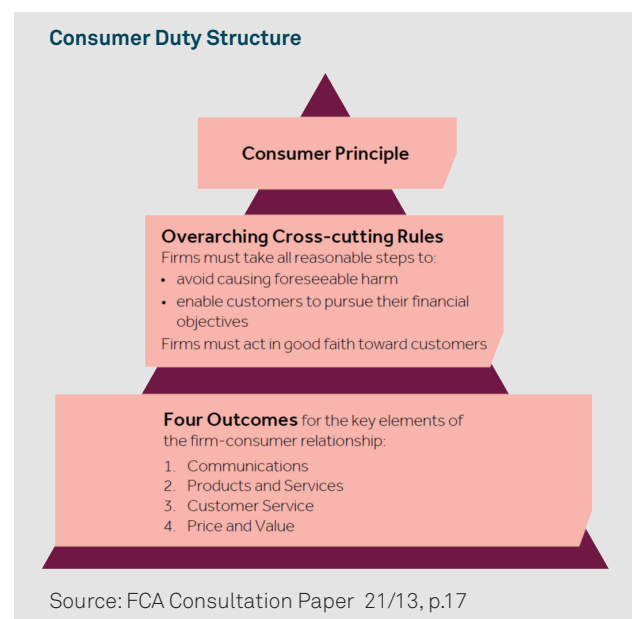 Consumer Duty Structure
Consumer Principle
Overarching Cross-cutting Rules
Firms must take all reasonable steps to:
• avoid causing foreseeable harm
• enable customers to pursue their financial
objectives
Firms must act in good faith toward customers
Four Outcomes for the key elements of
the firm-consumer relationship:
1. Communications
2. Products and Services
3. Customer Service
4. Price and Value
Source: FCA Consultation Paper 21/13, p.17